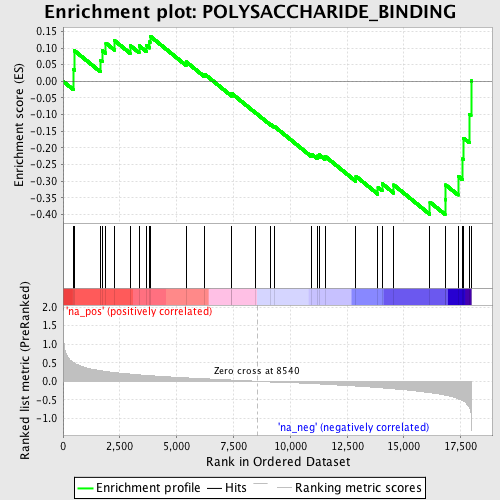 Enrichment plot: POLYSACCHARIDE_BINDING
Enrichment score (ES)
0.15
0.10
0.05
0.00
-0.05
-0.10
-0.15
-0.20
-0.25
-0.30
-0.35
-0.40
'na_pos' (positively correlated)
Ranked list metric (PreRanked)
2.0
1.5
1.0
0.5
0.0
-0.5
-1.0
Zero cross at 8540
'na_neg' (negatively correlated)
0
2,500
5,000
7,500
10,000
12,500
15,000
17,500
Rank in Ordered Dataset
Enrichment profile
Hits
Ranking metric scores